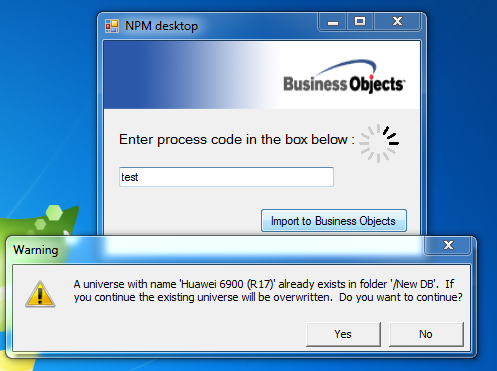 NPM desktop
Business Objects
Enter process code in the box below :
test
Import to Business Objects
Warning
A universe with name 'Huawei 6900 (R17)' already exists in folder '/New DB'. If
you continue the existing universe will be overwritten. Do you want to continue?
Yes
No